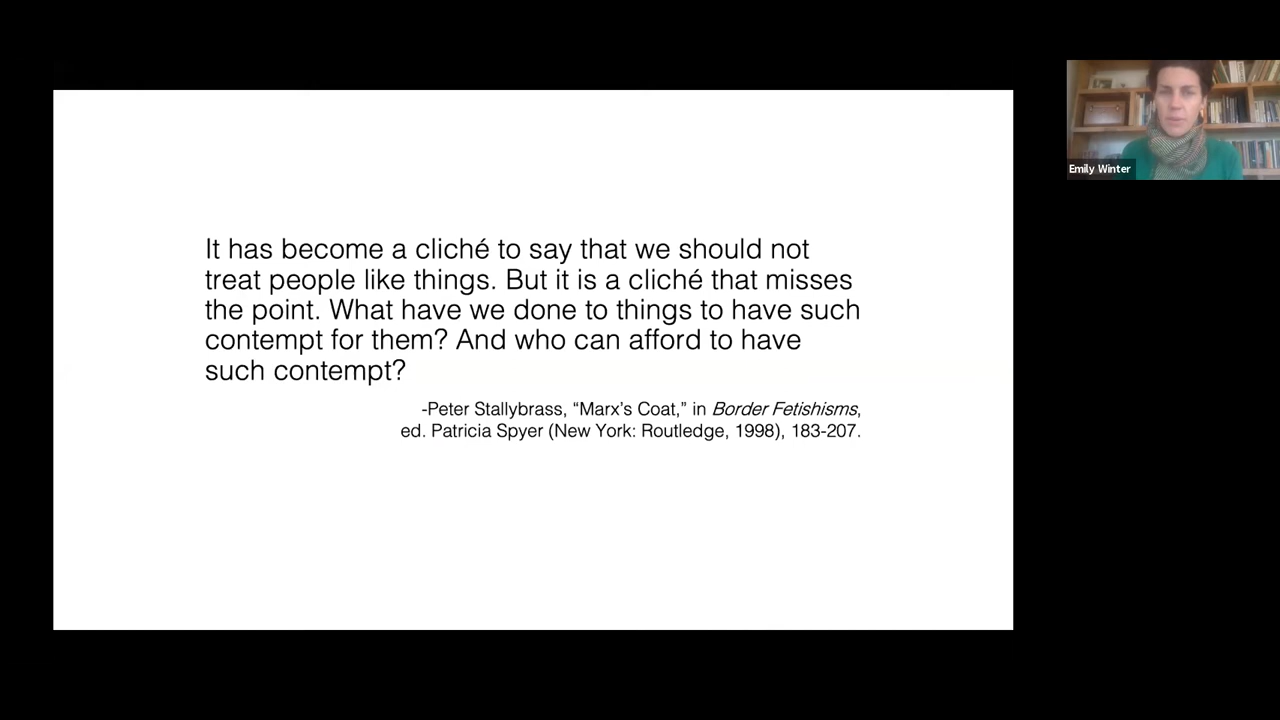 It has become a cliché to say that we should not
treat people like things. But it is a cliché that misses
the point. What have we done to things to have such
contempt for them? And who can afford to have
such contempt?
-Peter Stallybrass, “Marx’s Coat,” in Border Fetishisms,
ed. Patricia Spyer (New York: Routledge, 1998), 183-207.
Emily Winter